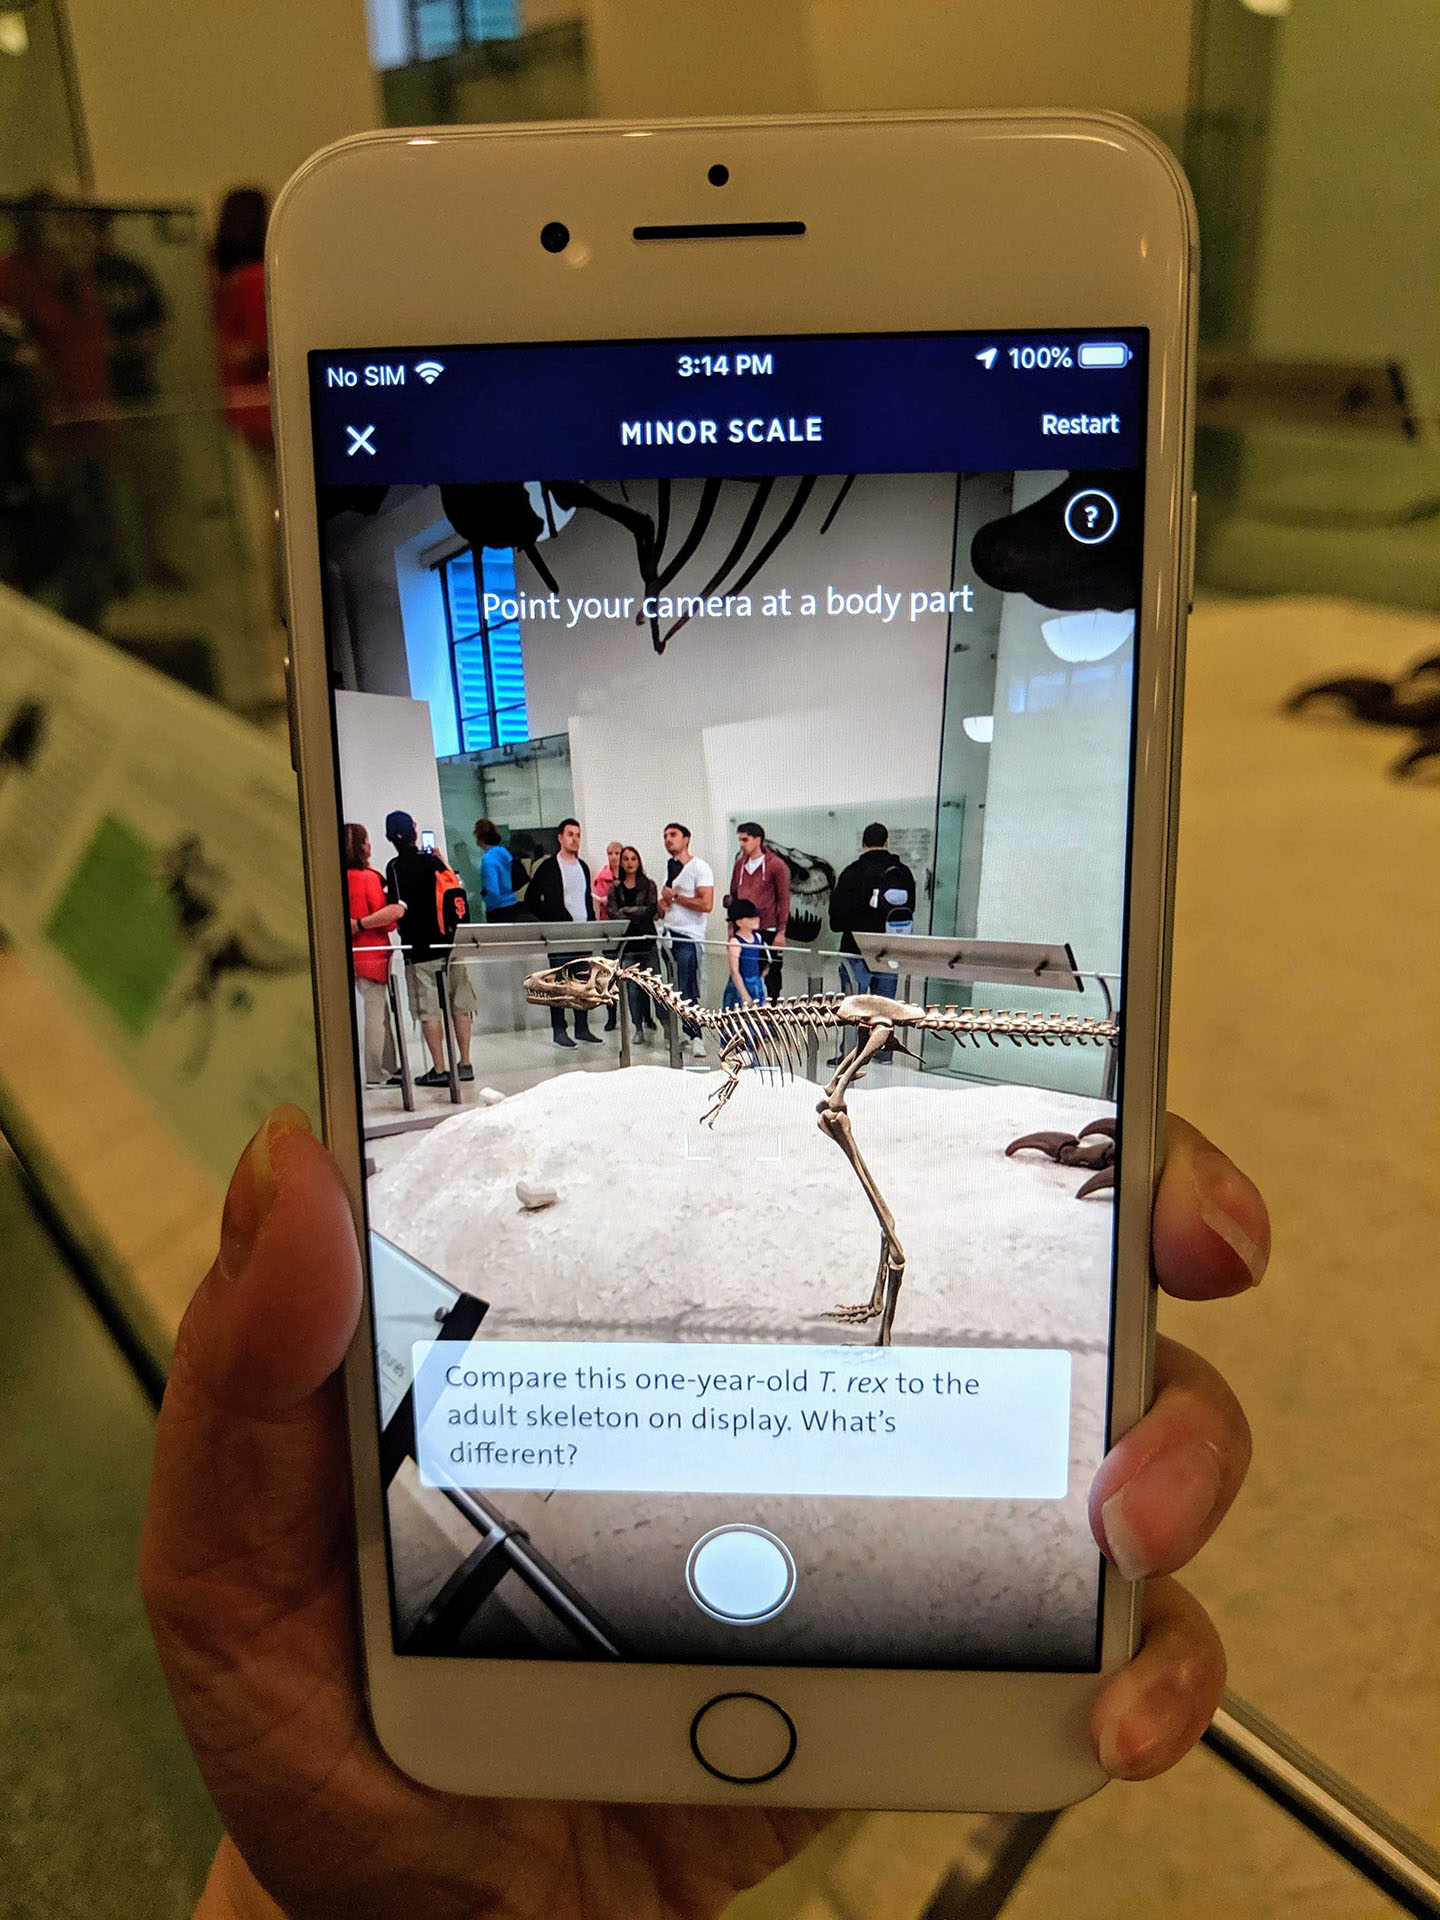 No SIM 3:14 PM 100%
MINOR SCALE Restart
?
Point your camera at a body part
Compare this one-year-old T. rex to the
adult skeleton on display. What's
different?